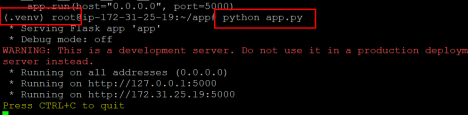 app.run(host="0.0.0.0", port=5000)
(.venv) root@ip-172-31-25-19:~/app# python app.py
* Serving Flask app 'app'
* Debug mode: off
WARNING: This is a development server. Do not use it in a production deploym
server instead.
* Running on all addresses (0.0.0.0)
* Running on http://127.0.0.1:5000
* Running on http://172.31.25.19:5000
Press CTRL+C to quit